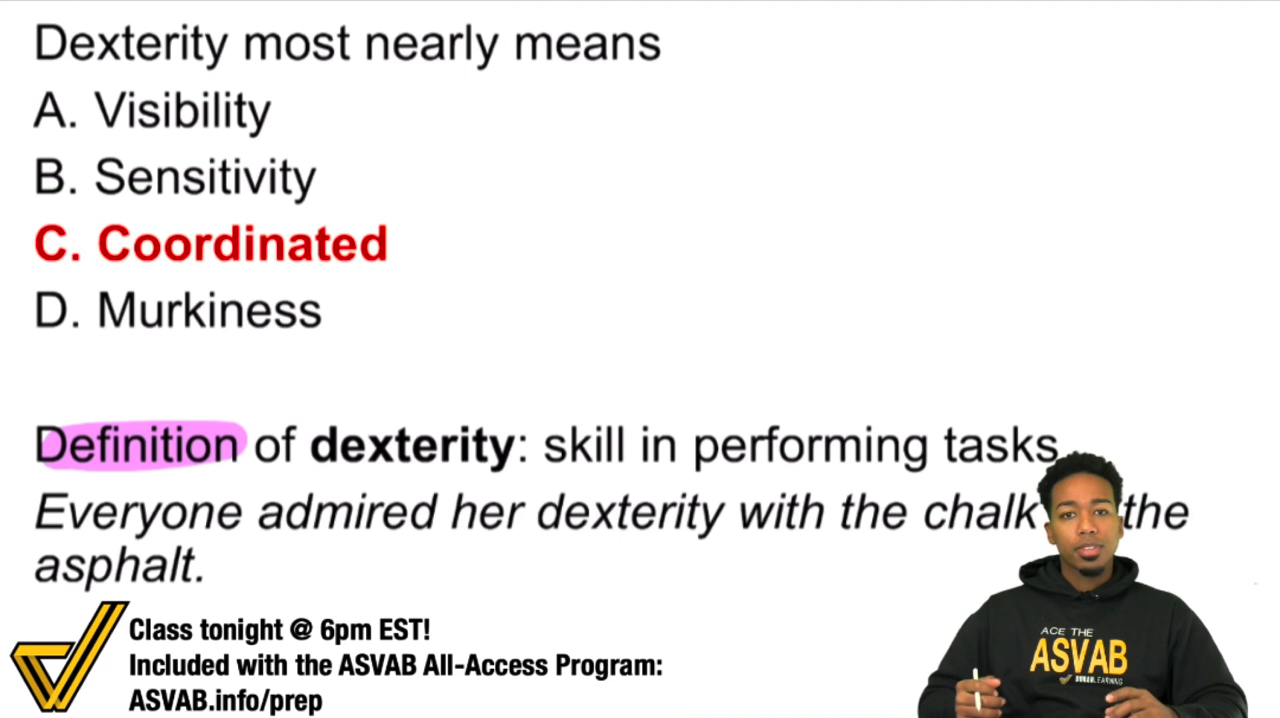 Dexterity most nearly means
A. Visibility
B. Sensitivity
C. Coordinated
D. Murkiness
Definition of dexterity: skill in performing tasks
Everyone admired her dexterity with the chalk the
asphalt.
Class tonight @ 6pm EST!
Included with the ASVAB All-Access Program:
ASVAB.info/prep
ACE THE
ASVAB
LEARNING